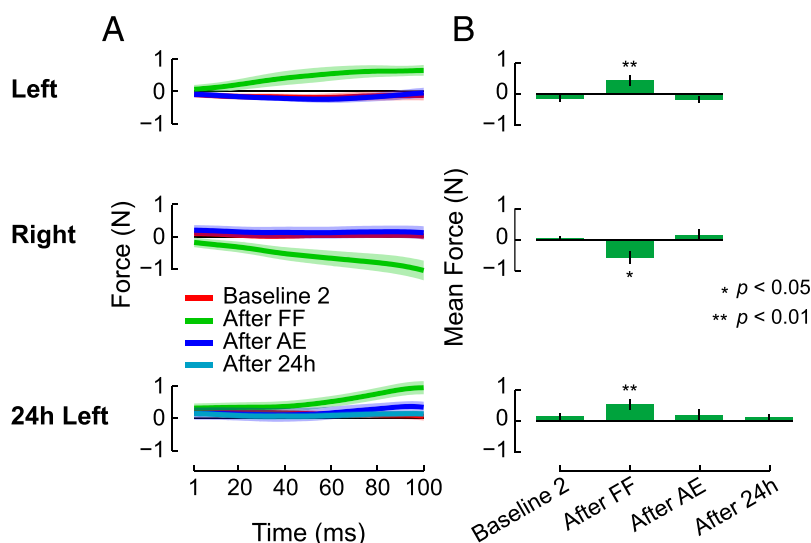 A
B
Left
1
0
−1
1
0
−1
**
Right
Force (N)
1
0
−1
Mean Force (N)
1
0
−1
*
* p < 0.05
** p < 0.01
Baseline 2
After FF
After AE
After 24h
24h Left
1
0
−1
1
0
−1
**
1
20
40
60
80
100
Time (ms)
Baseline 2
After FF
After AE
After 24h